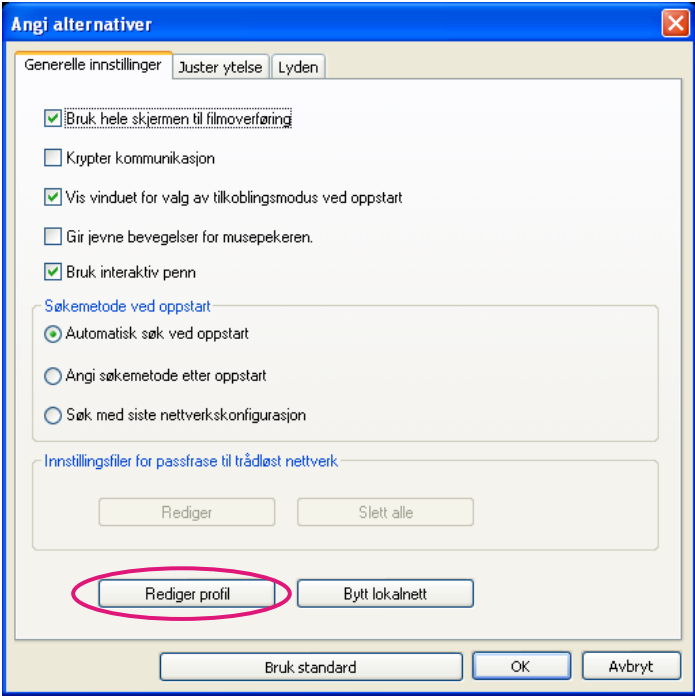 Angi alternativer
Generelle innstillinger Juster ytelse Lyden
Bruk hele skjermen til filmoverføring
Krypter kommunikasjon
Vis vinduet for valg av tilkoblingsmodus ved oppstart
Gir jevne bevegelser for musepekeren.
Bruk interaktiv penn
Søkemetode ved oppstart
Automatisk søk ved oppstart
Angi søkemetode etter oppstart
Søk med siste nettverkskonfigurasjon
Innstillingsfiler for passfrase til trådløst nettverk
Rediger Slett alle
Rediger profil Bytt lokalnett
Bruk standard OK Avbryt